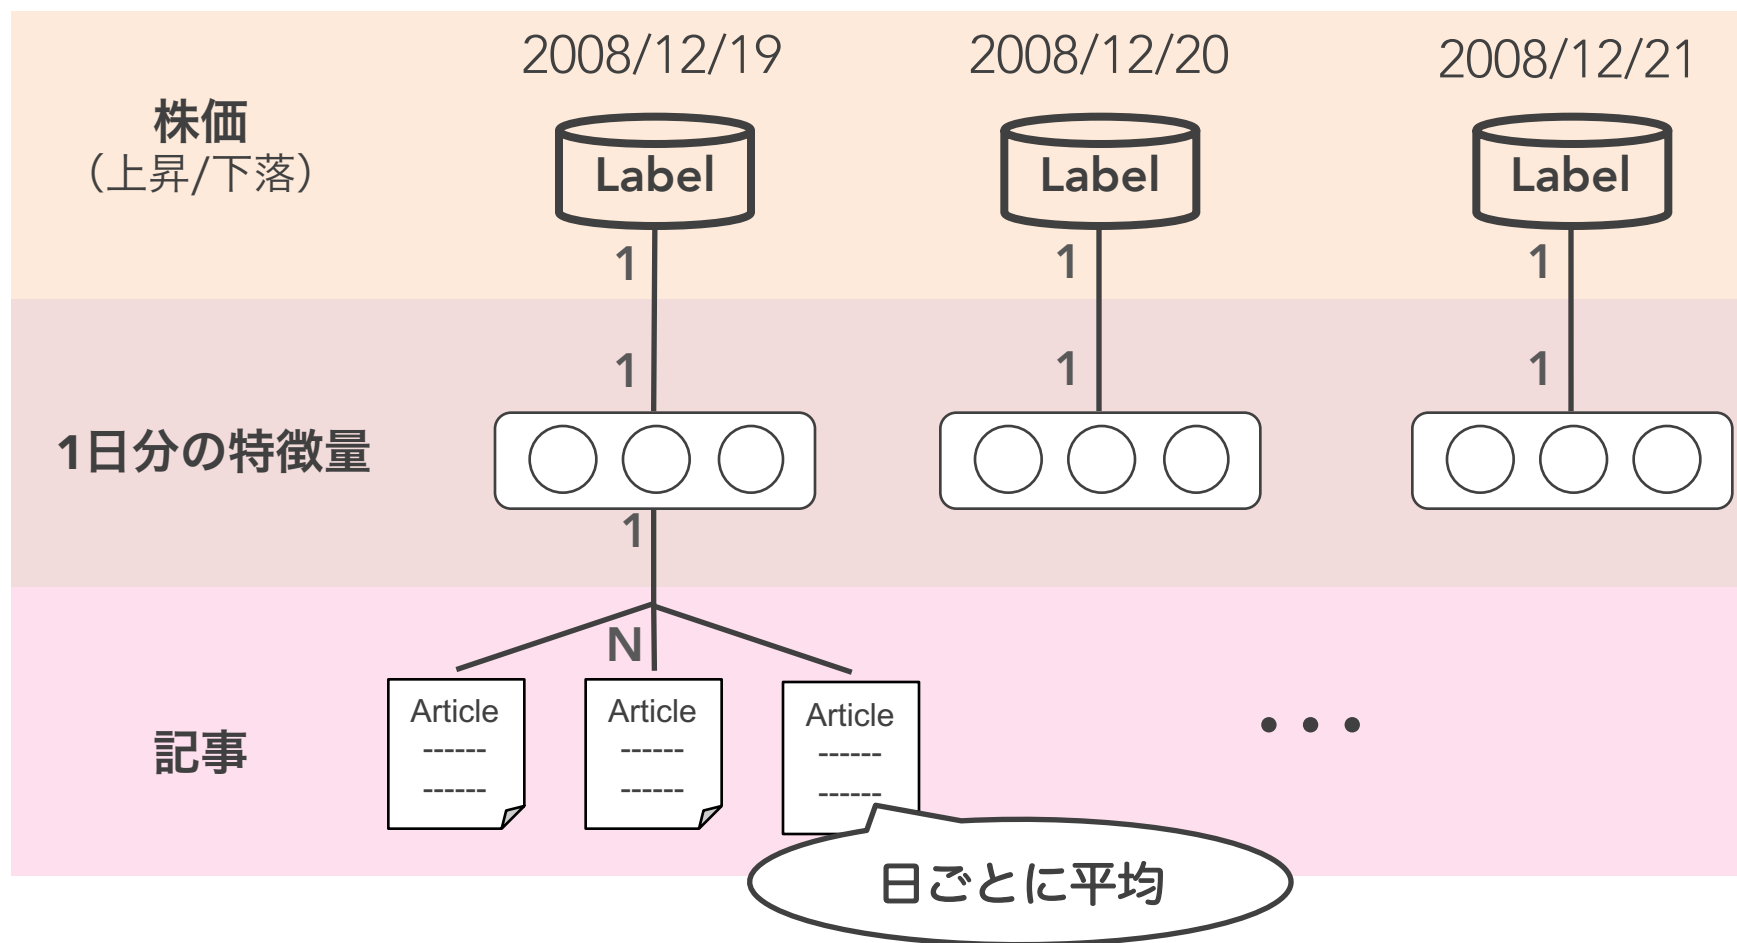 2008/12/19
2008/12/20
2008/12/21
株価
（上昇/下落）
Label
Label
Label
1
1
1
1
1
1
1日分の特徴量
1
N
記事
Article
------
------
Article
------
------
Article
------
------
・・・
日ごとに平均